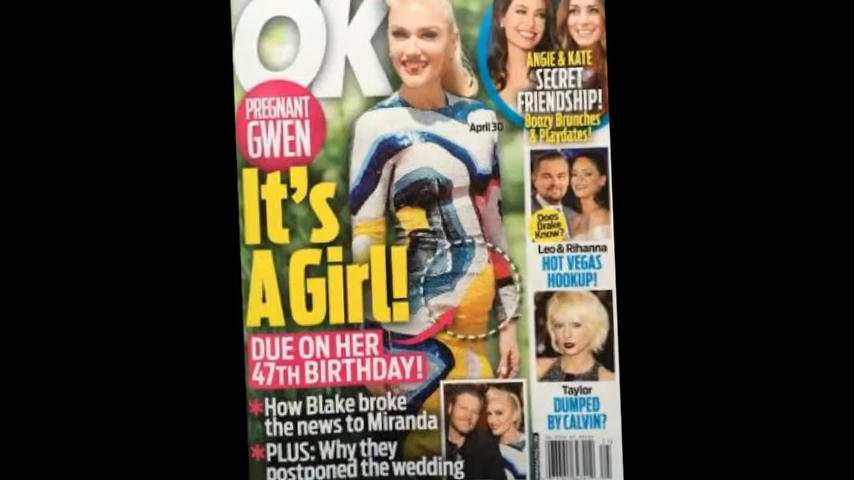 OK
PREGNANT
GWEN
It's
A Girl!
April 30
DUE ON HER
47TH BIRTHDAY!
*How Blake broke
the news to Miranda
*PLUS: Why they
postponed the wedding
ANGIE & KATE
SECRET
FRIENDSHIP!
Boozy Brunches
& Playdates!
Does
Drake
Know?
Leo & Rihanna
HOT VEGAS
HOOKUP!
Taylor
DUMPED
BY CALVIN?